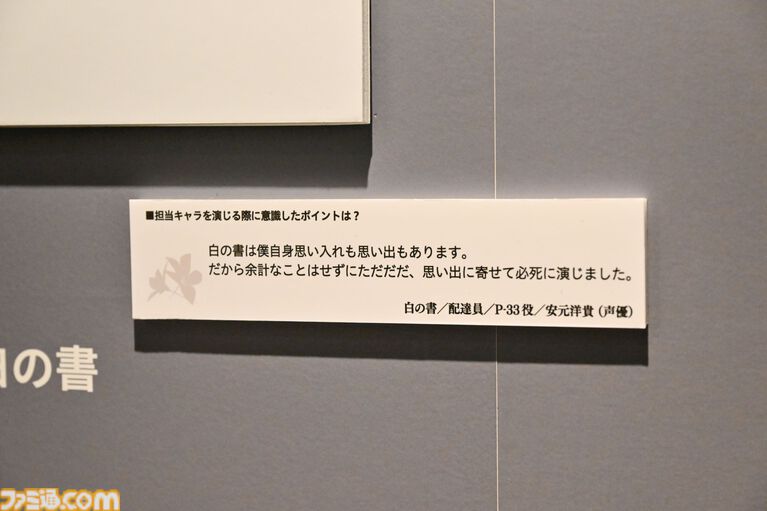 ■担当キャラを演じる際に意識したポイントは？
白の書は僕自身思い入れも思い出もあります。
だから余計なことはせずにただだだ、思い出に寄せて必死に演じました。
白の書／配達員／P-33役／安元洋貴（声優）
の書
ファミ通.com